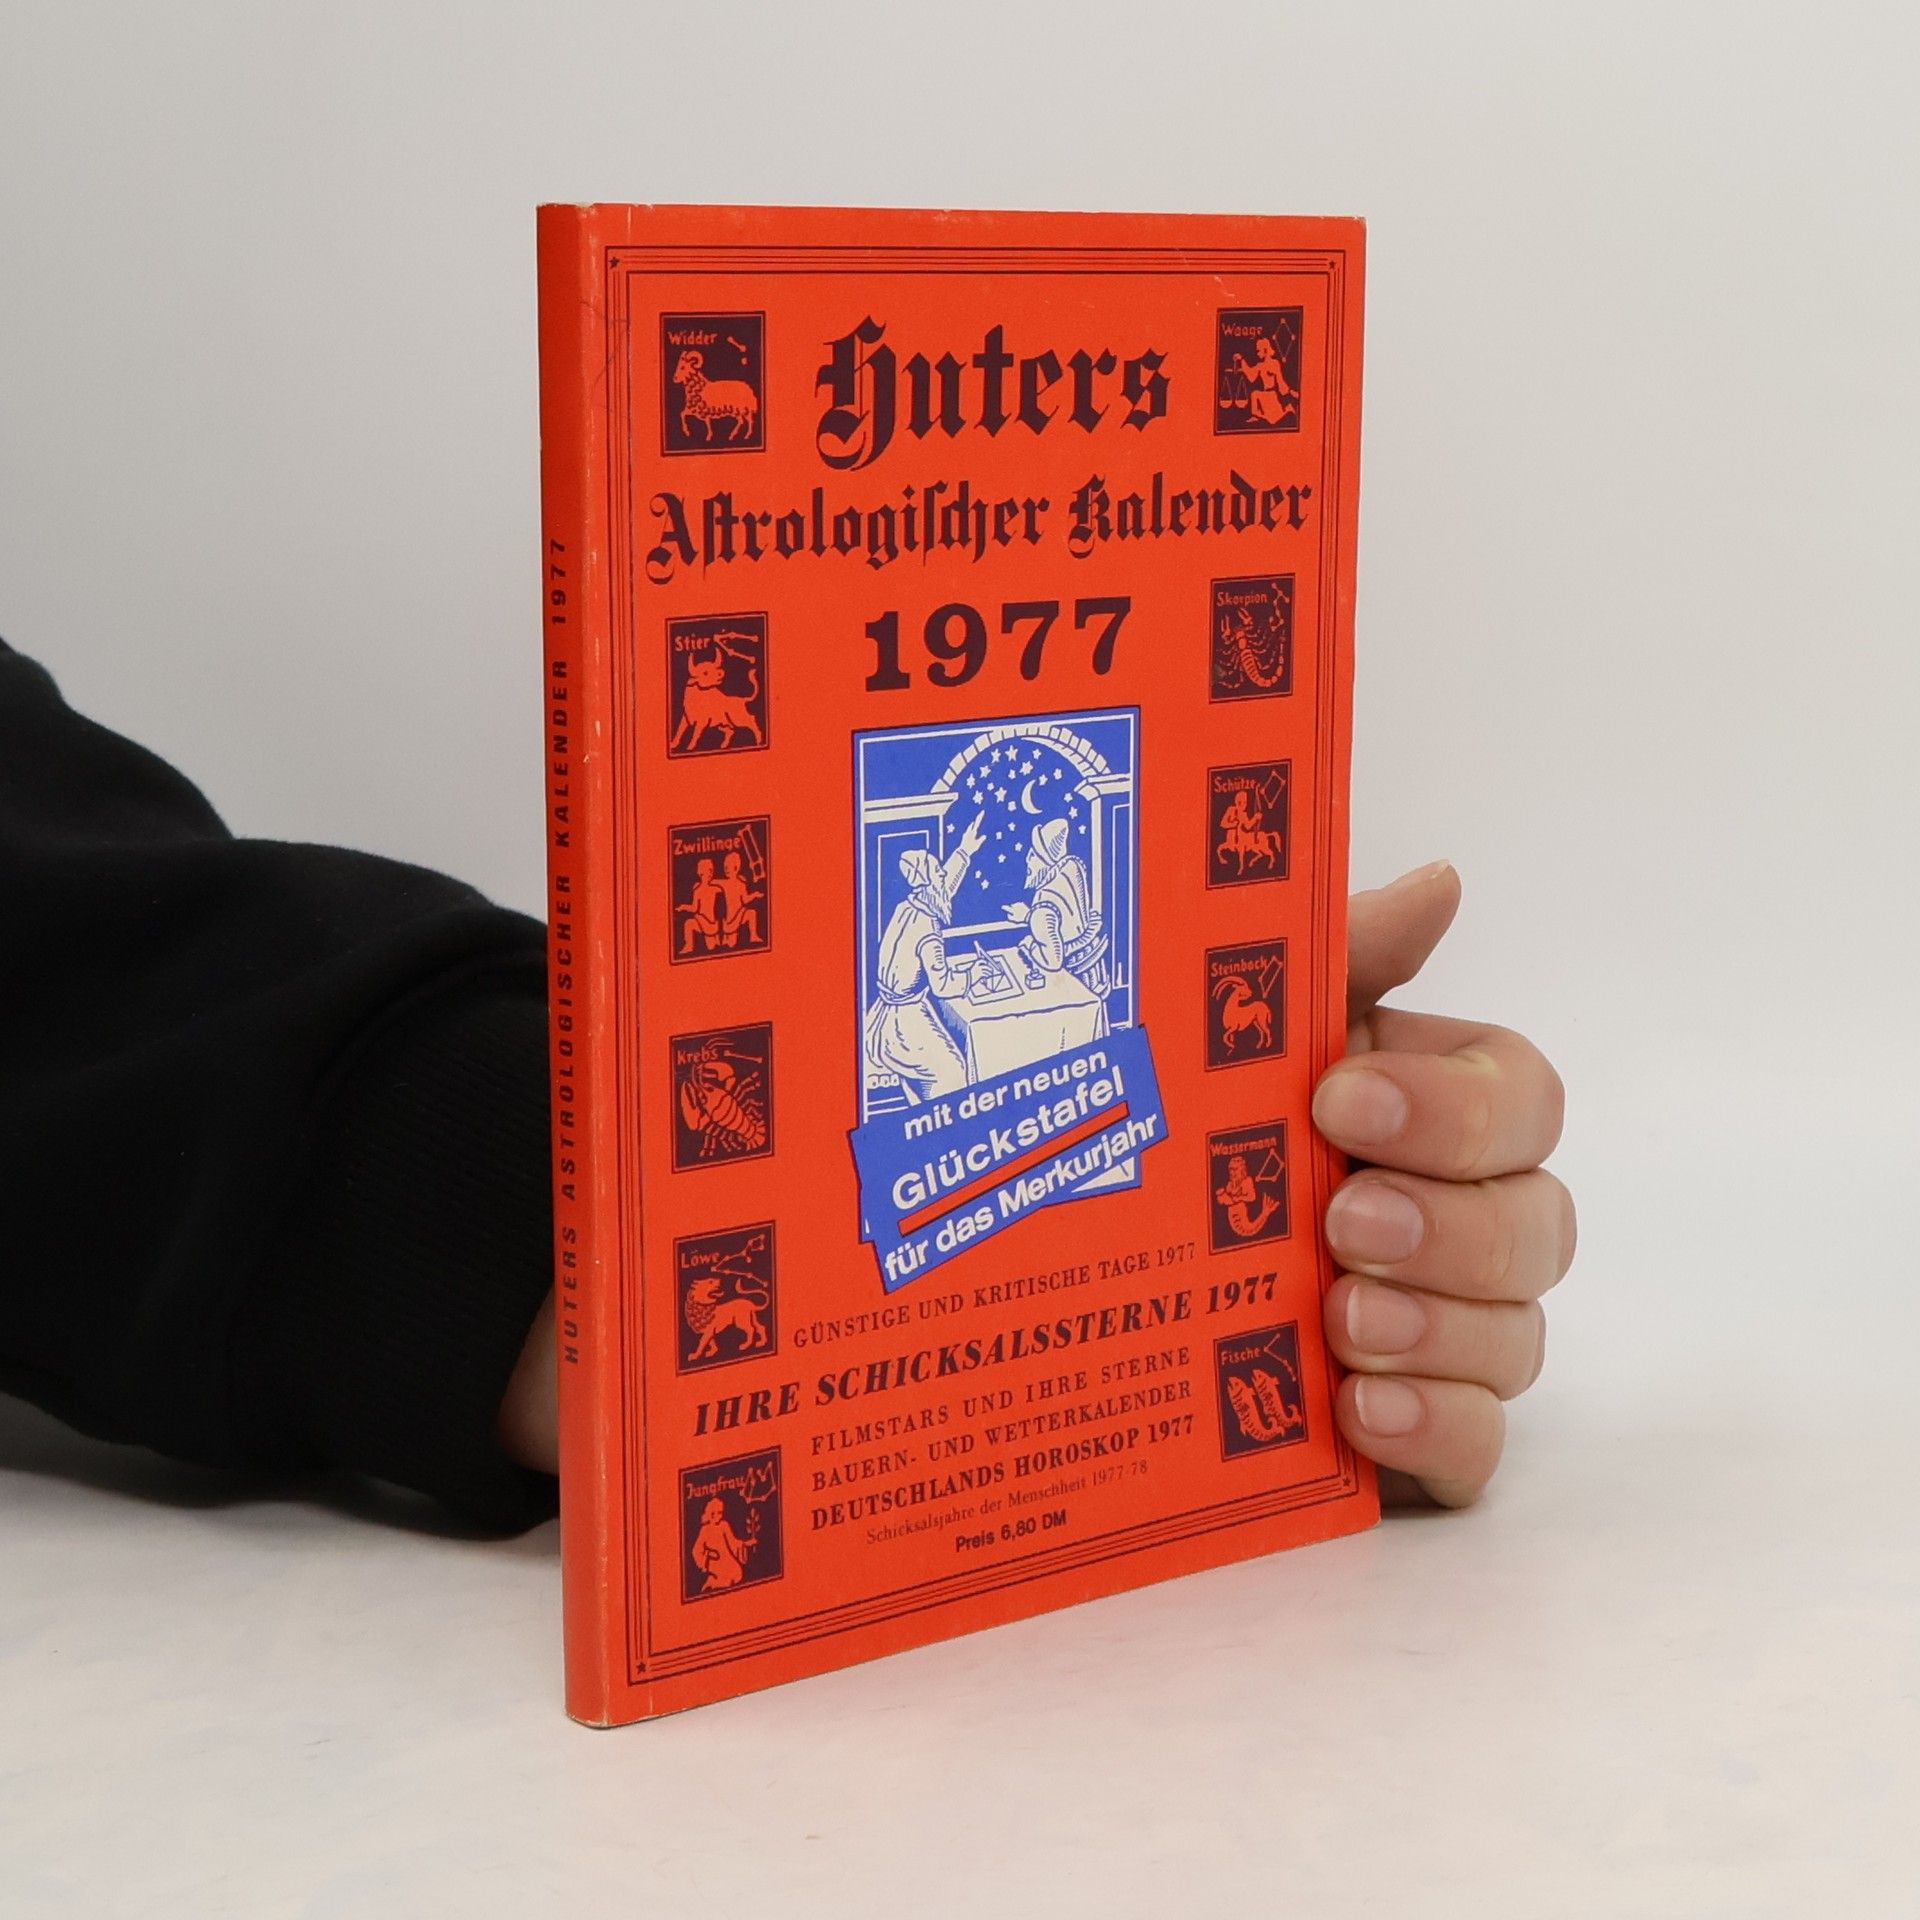 HUTERS ASTROLOGISCHER KALENDER 1977
Huters
Astrologischer Kalender
1977
Widder
Stier
Zwillinge
Krebs
Löwe
Jungfrau
Waage
Skorpion
Schütze
Steinbock
Wassermann
Fische
mit der neuen
Glückstafel
für das Merkurjahr
GÜNSTIGE UND KRITISCHE TAGE 1977
IHRE SCHICKSALSSTERNE 1977
FILMSTARS UND IHRE STERNE
BAUERN- UND WETTERKALENDER
DEUTSCHLANDS HOROSKOP 1977
Schicksalsjahre der Menschheit 1977-78
Preis 6,80 DM